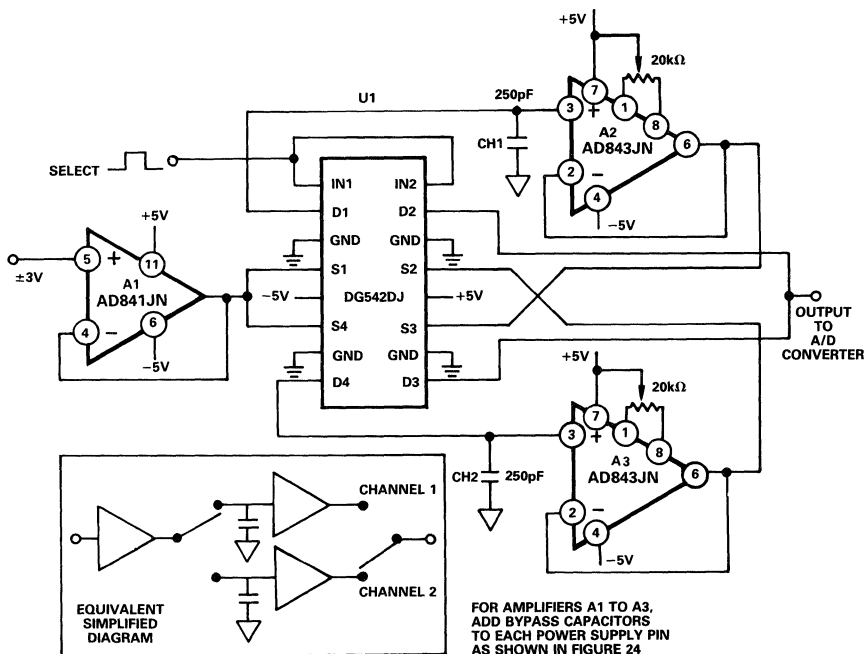 +5V
20kΩ
7
250pF
3
+
1
U1
A2
8
CH1
AD843JN
6
SELECT
IN1
IN2
2
−
4
+5V
D1
D2
−5V
GND
GND
5
+
11
±3V
S1
S2
A1
AD841JN
−5V
DG542DJ
+5V
OUTPUT
TO
A/D
CONVERTER
4
−
6
S4
S3
−5V
GND
GND
+5V
20kΩ
D4
D3
7
3
+
1
8
A3
AD843JN
6
CH2
250pF
2
−
4
−5V
CHANNEL 1
CHANNEL 2
EQUIVALENT
SIMPLIFIED
DIAGRAM
FOR AMPLIFIERS A1 TO A3,
ADD BYPASS CAPACITORS
TO EACH POWER SUPPLY PIN
AS SHOWN IN FIGURE 24